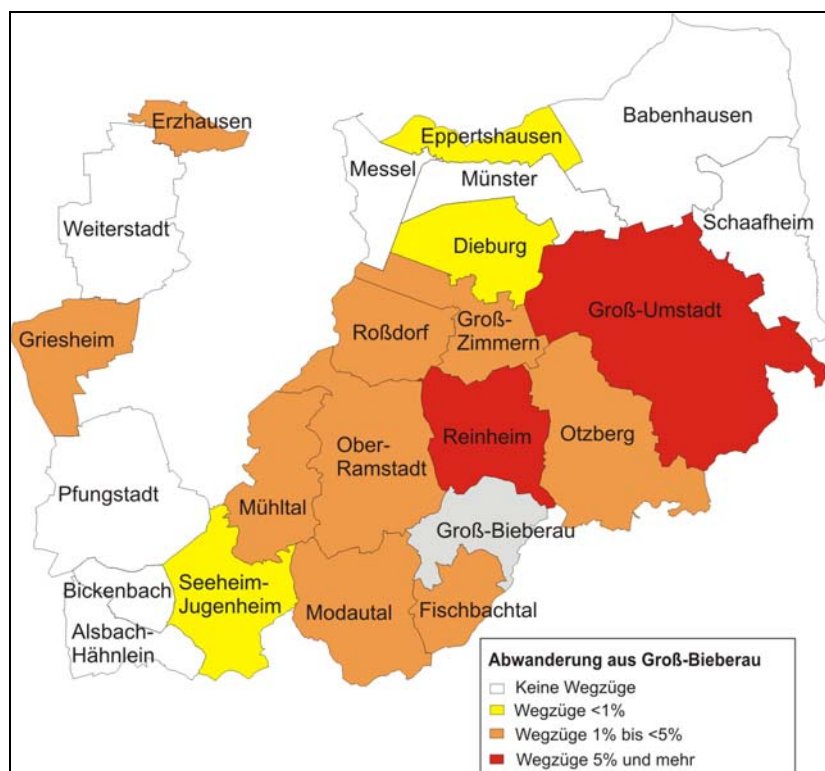 Erzhausen
Eppertshausen
Babenhausen
Messel
Münster
Weiterstadt
Schaafheim
Dieburg
Groß-Umstadt
Griesheim
Roßdorf
Groß-
Zimmern
Reinheim
Otzberg
Ober-
Ramstadt
Pfungstadt
Mühltal
Groß-Bieberau
Bickenbach
Seeheim-
Jugenheim
Modautal
Fischbachtal
Alsbach-
Hähnlein
Abwanderung aus Groß-Bieberau
Keine Wegzüge
Wegzüge <1%
Wegzüge 1% bis <5%
Wegzüge 5% und mehr